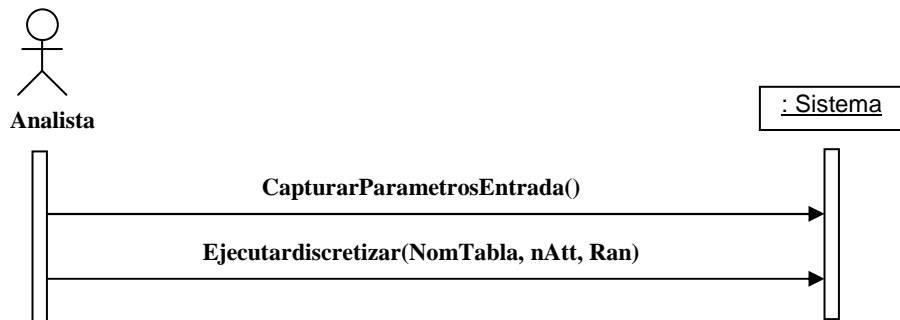 Analista
: Sistema
CapturarParametrosEntrada()
Ejecutardiscretizar(NomTabla, nAtt, Ran)